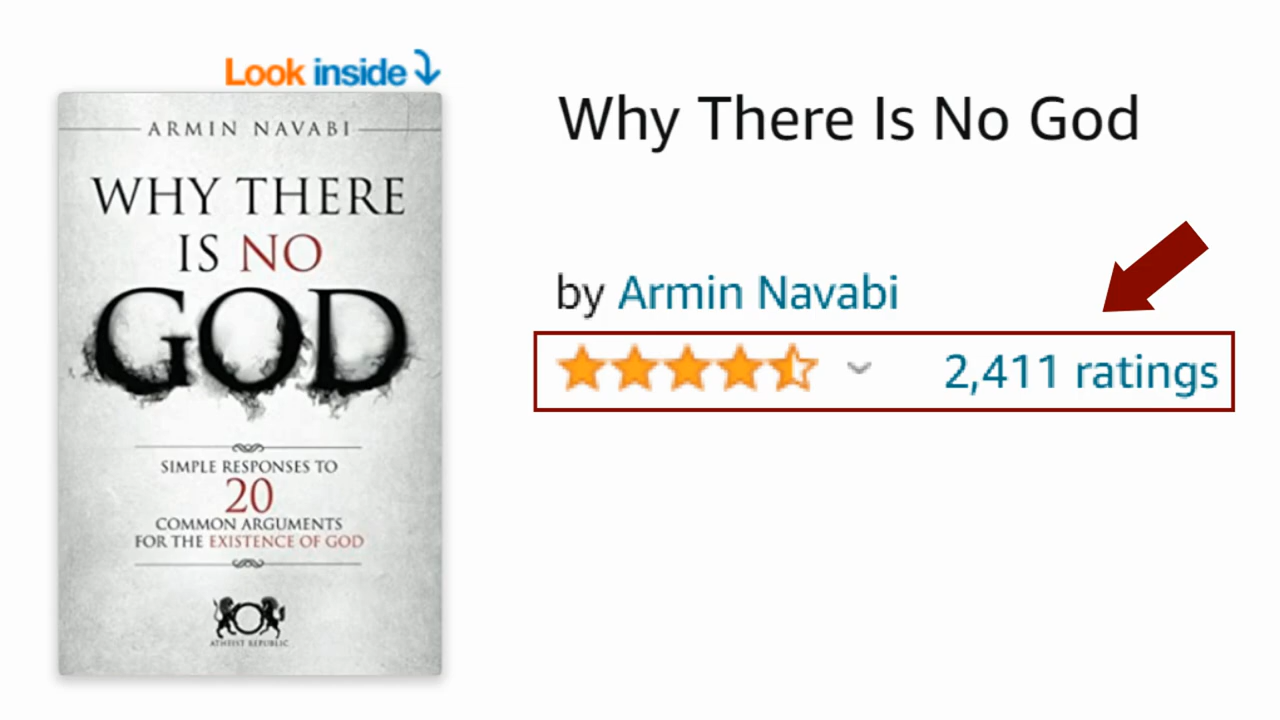 Look inside
ARMIN NAVABI
WHY THERE
IS NO
GOD
SIMPLE RESPONSES TO
20
COMMON ARGUMENTS
FOR THE EXISTENCE OF GOD
ATHEIST REPUBLIC
Why There Is No God
by Armin Navabi
2,411 ratings